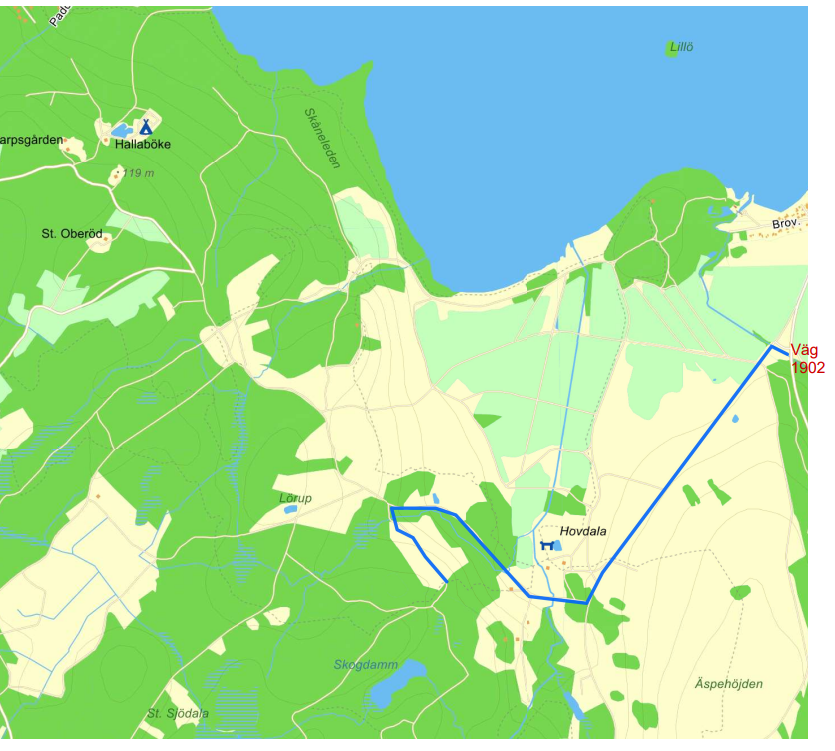 Lillö
Skåneleden
arpsgården
Hallaböke
119 m
Brov.
St. Oberöd
Väg
1902
Lörup
Hovdala
Skogdamm
Äspehöjden
St. Sjödala